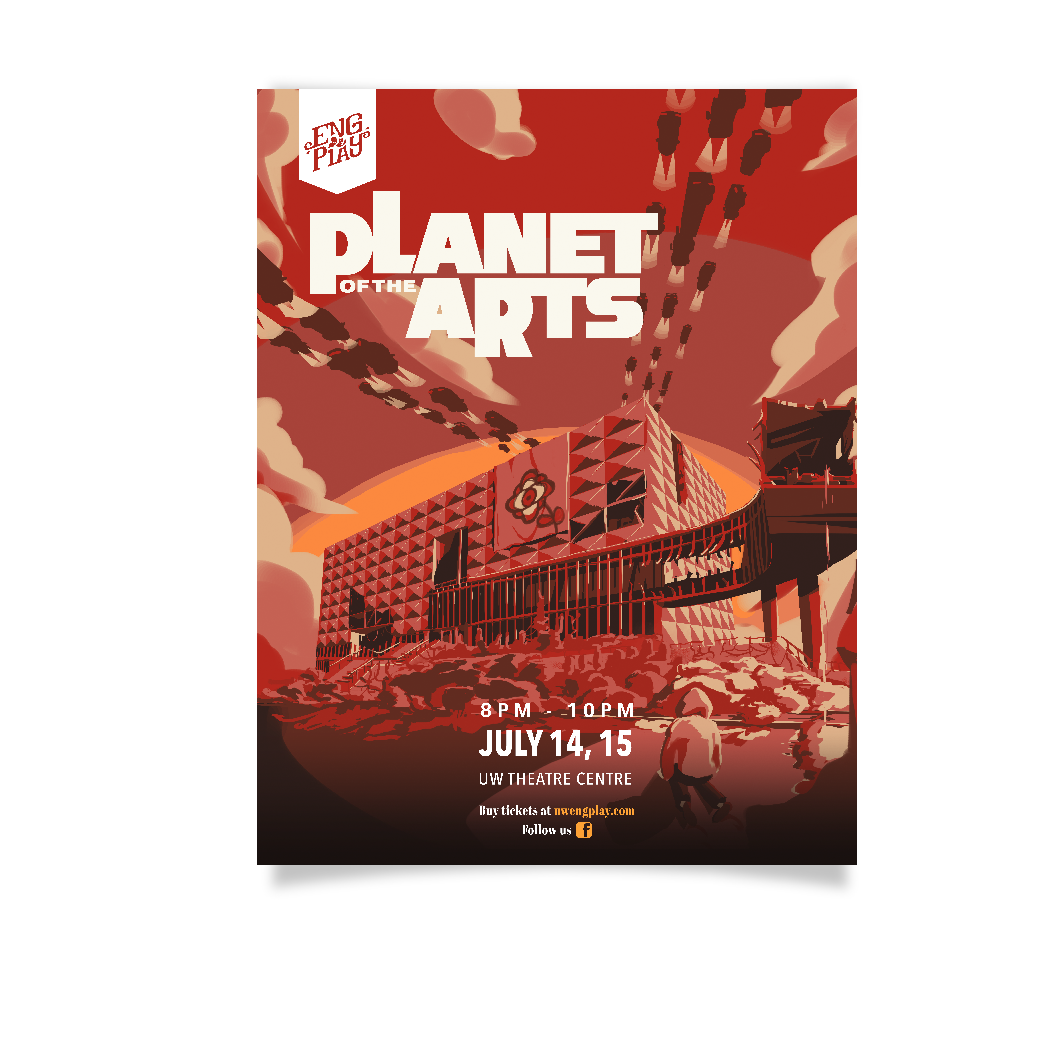 ENG
PLAY
PLANET
OF THE
ARTS
8PM - 10PM
JULY 14, 15
UW THEATRE CENTRE
Buy tickets at uwengplay.com
Follow us f